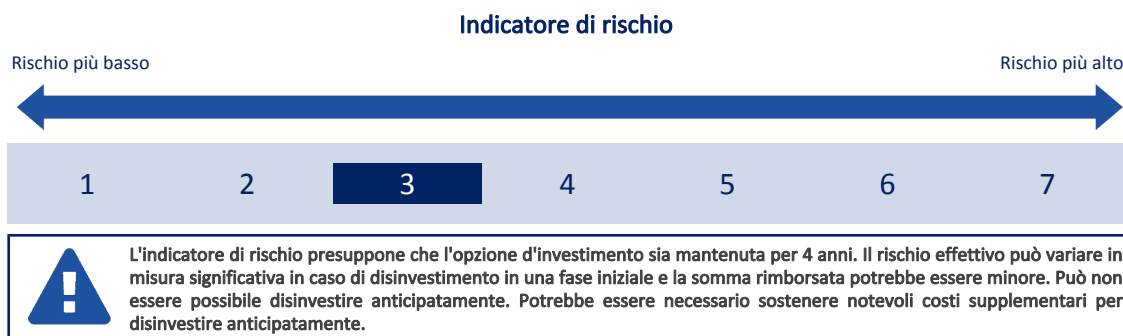 Indicatore di rischio
Rischio più basso
Rischio più alto
1 2 3 4 5 6 7
L'indicatore di rischio presuppone che l'opzione d'investimento sia mantenuta per 4 anni. Il rischio effettivo può variare in
misura significativa in caso di disinvestimento in una fase iniziale e la somma rimborsata potrebbe essere minore. Può non
essere possibile disinvestire anticipatamente. Potrebbe essere necessario sostenere notevoli costi supplementari per
disinvestire anticipatamente.